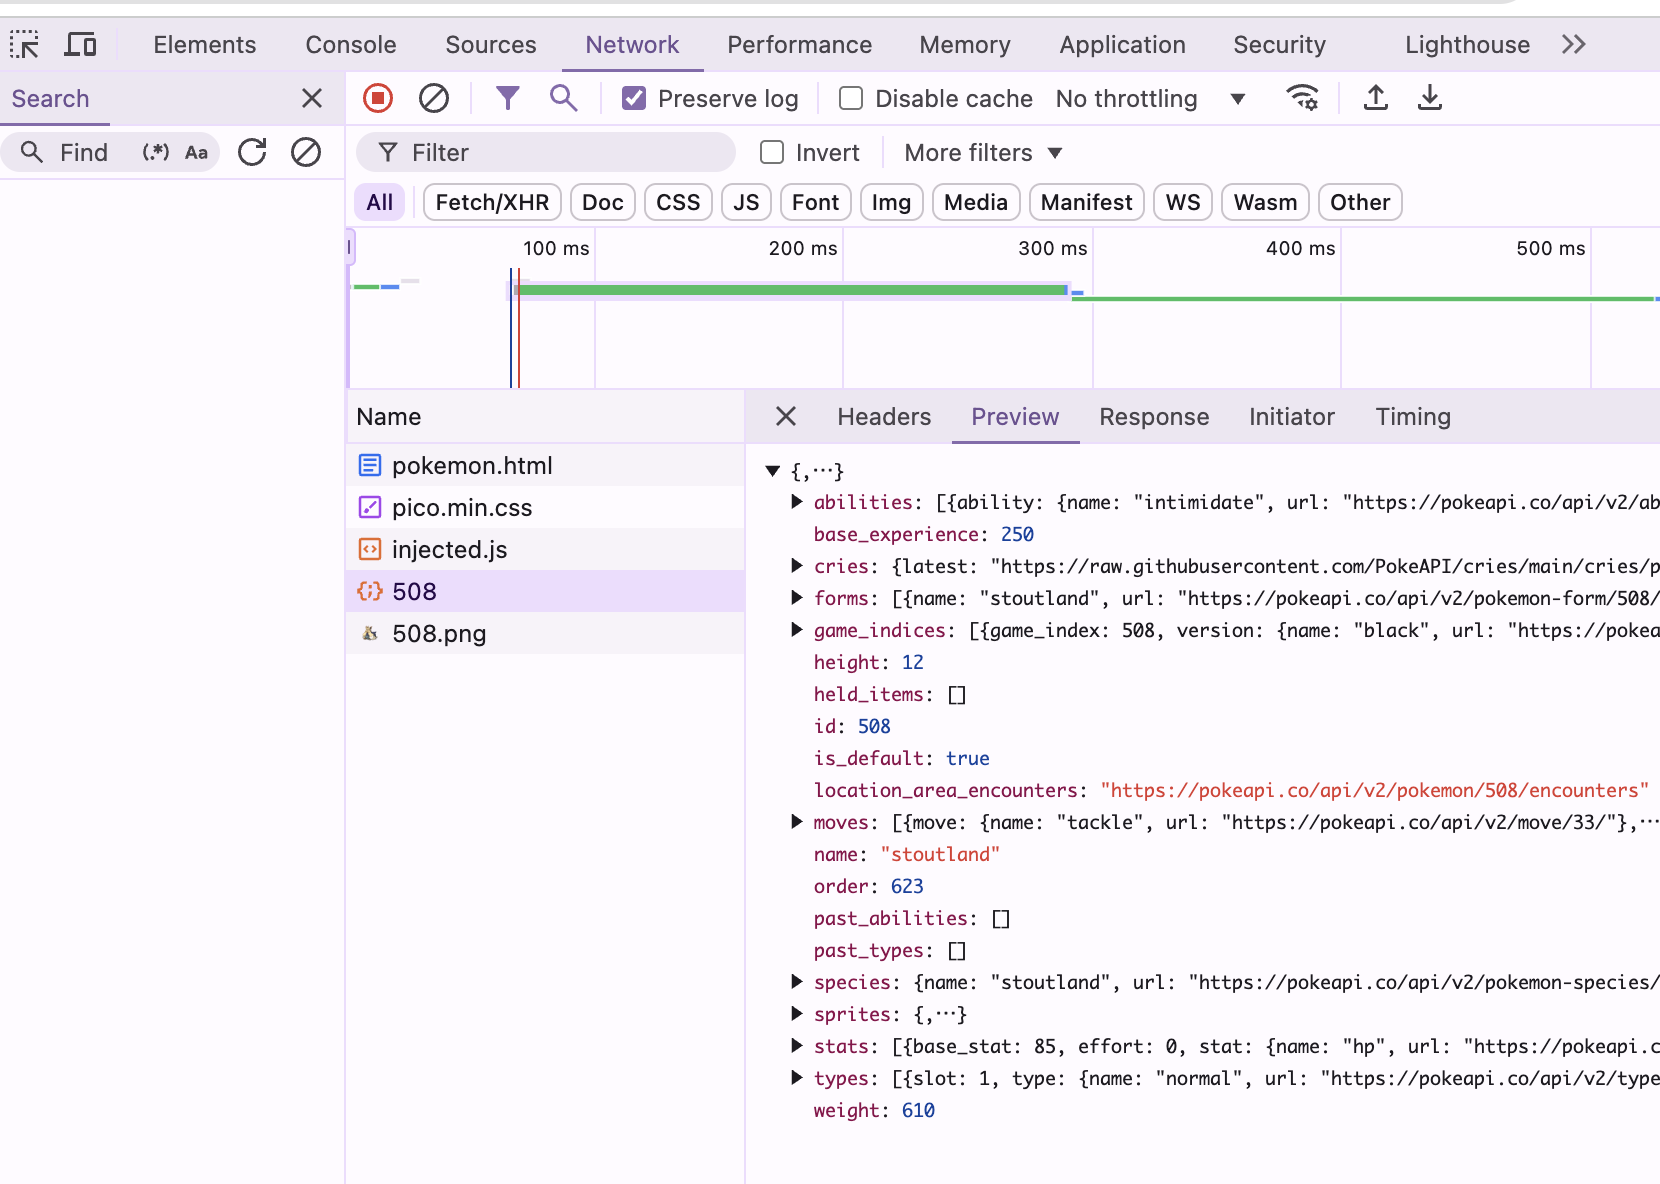 Elements Console Sources Network Performance Memory Application Security Lighthouse
Search
Preserve log Disable cache No throttling
Find (.*) Aa
Filter Invert More filters
All Fetch/XHR Doc CSS JS Font Img Media Manifest WS Wasm Other
100 ms 200 ms 300 ms 400 ms 500 ms
Name
pokemon.html
pico.min.css
injected.js
508
508.png
Headers Preview Response Initiator Timing
{,…}
abilities: [{ability: {name: "intimidate", url: "https://pokeapi.co/api/v2/ab
base_experience: 250
cries: {latest: "https://raw.githubusercontent.com/PokeAPI/cries/main/cries/p
forms: [{name: "stoutland", url: "https://pokeapi.co/api/v2/pokemon-form/508/
game_indices: [{game_index: 508, version: {name: "black", url: "https://pokea
height: 12
held_items: []
id: 508
is_default: true
location_area_encounters: "https://pokeapi.co/api/v2/pokemon/508/encounters"
moves: [{move: {name: "tackle", url: "https://pokeapi.co/api/v2/move/33/"},…
name: "stoutland"
order: 623
past_abilities: []
past_types: []
species: {name: "stoutland", url: "https://pokeapi.co/api/v2/pokemon-species/
sprites: {,…}
stats: [{base_stat: 85, effort: 0, stat: {name: "hp", url: "https://pokeapi.c
types: [{slot: 1, type: {name: "normal", url: "https://pokeapi.co/api/v2/type
weight: 610